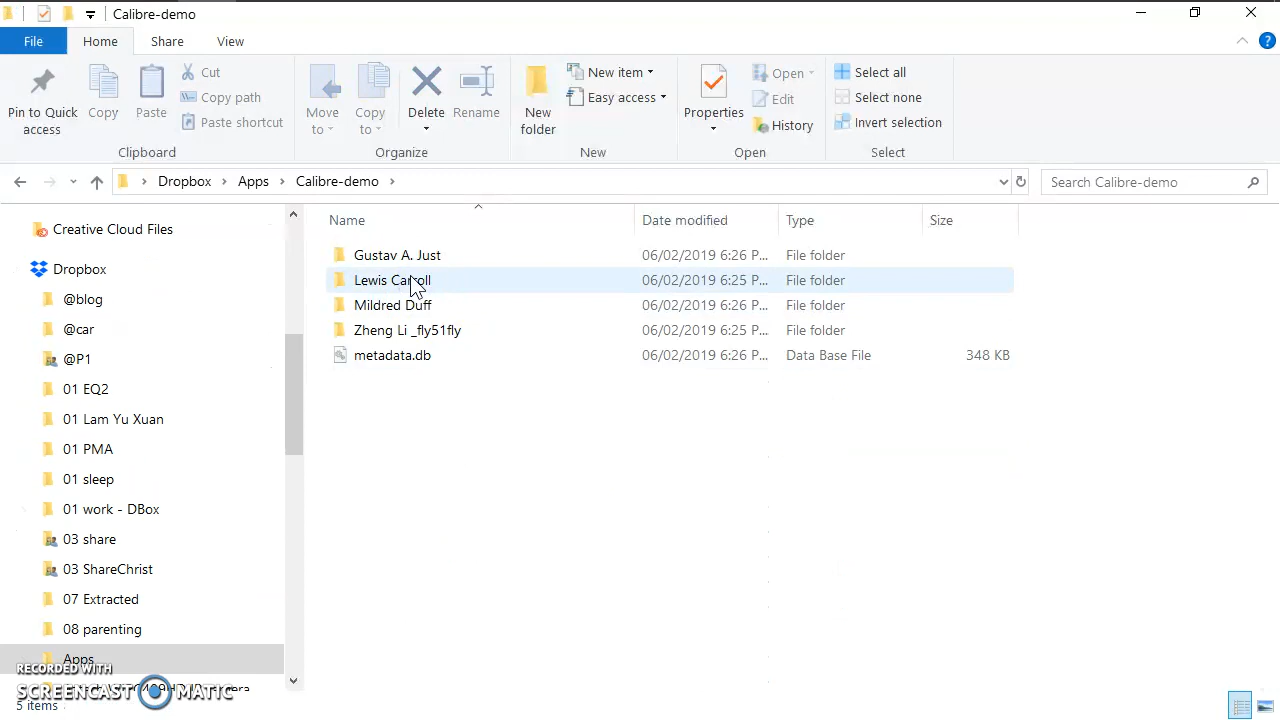 Calibre-demo
File Home Share View
Pin to Quick access
Copy
Paste
Cut
Copy path
Paste shortcut
Clipboard
Move to
Copy to
Delete
Rename
Organize
New folder
New item
Easy access
New
Properties
Open
Edit
History
Open
Select all
Select none
Invert selection
Select
Dropbox Apps Calibre-demo
Search Calibre-demo
Creative Cloud Files
Dropbox
@blog
@car
@P1
01 EQ2
01 Lam Yu Xuan
01 PMA
01 sleep
01 work - DBox
03 share
03 ShareChrist
07 Extracted
08 parenting
Apps
Name Date modified Type Size
Gustav A. Just 06/02/2019 6:26 P... File folder
Lewis Carroll 06/02/2019 6:25 P... File folder
Mildred Duff 06/02/2019 6:26 P... File folder
Zheng Li _fly51fly 06/02/2019 6:25 P... File folder
metadata.db 06/02/2019 6:26 P... Data Base File 348 KB
RECORDED WITH
SCREENCAST MATIC
5 items